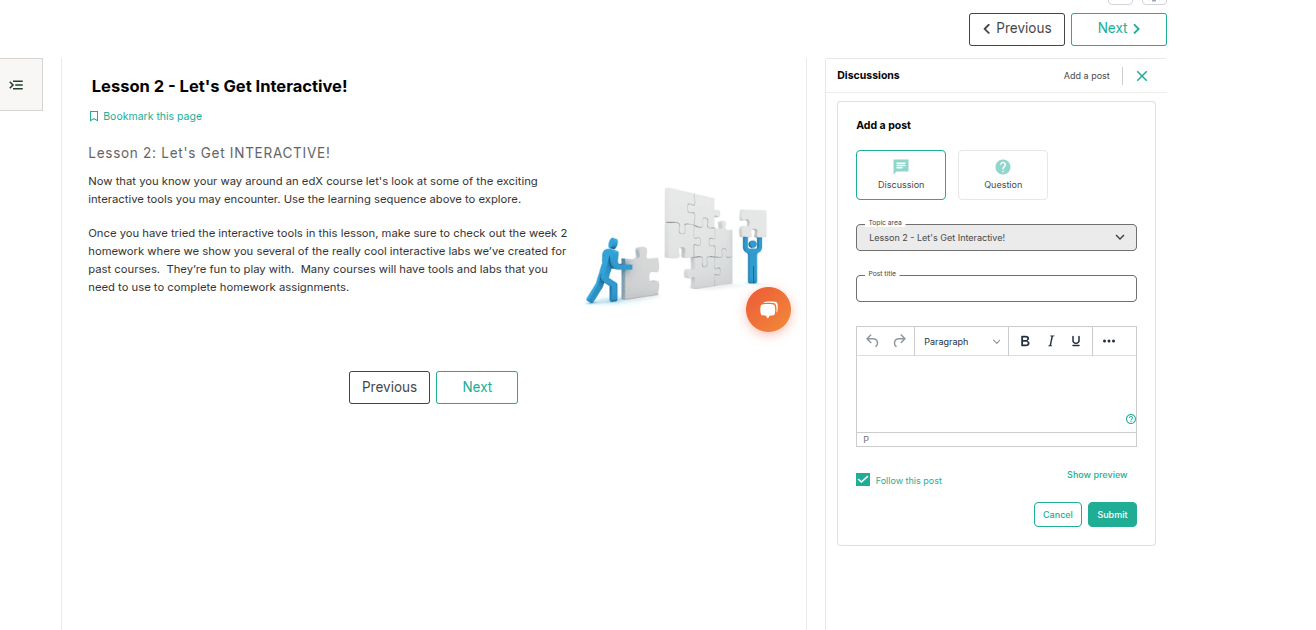 Previous
Next
Lesson 2 - Let's Get Interactive!
Bookmark this page
Lesson 2: Let's Get INTERACTIVE!
Now that you know your way around an edX course let's look at some of the exciting
interactive tools you may encounter. Use the learning sequence above to explore.
Once you have tried the interactive tools in this lesson, make sure to check out the week 2
homework where we show you several of the really cool interactive labs we’ve created for
past courses.  They’re fun to play with.  Many courses will have tools and labs that you
need to use to complete homework assignments.
Previous
Next
Discussions
Add a post
Add a post
Discussion
Question
Topic area
Lesson 2 - Let's Get Interactive!
Post title
Paragraph
B
I
U
P
Follow this post
Show preview
Cancel
Submit